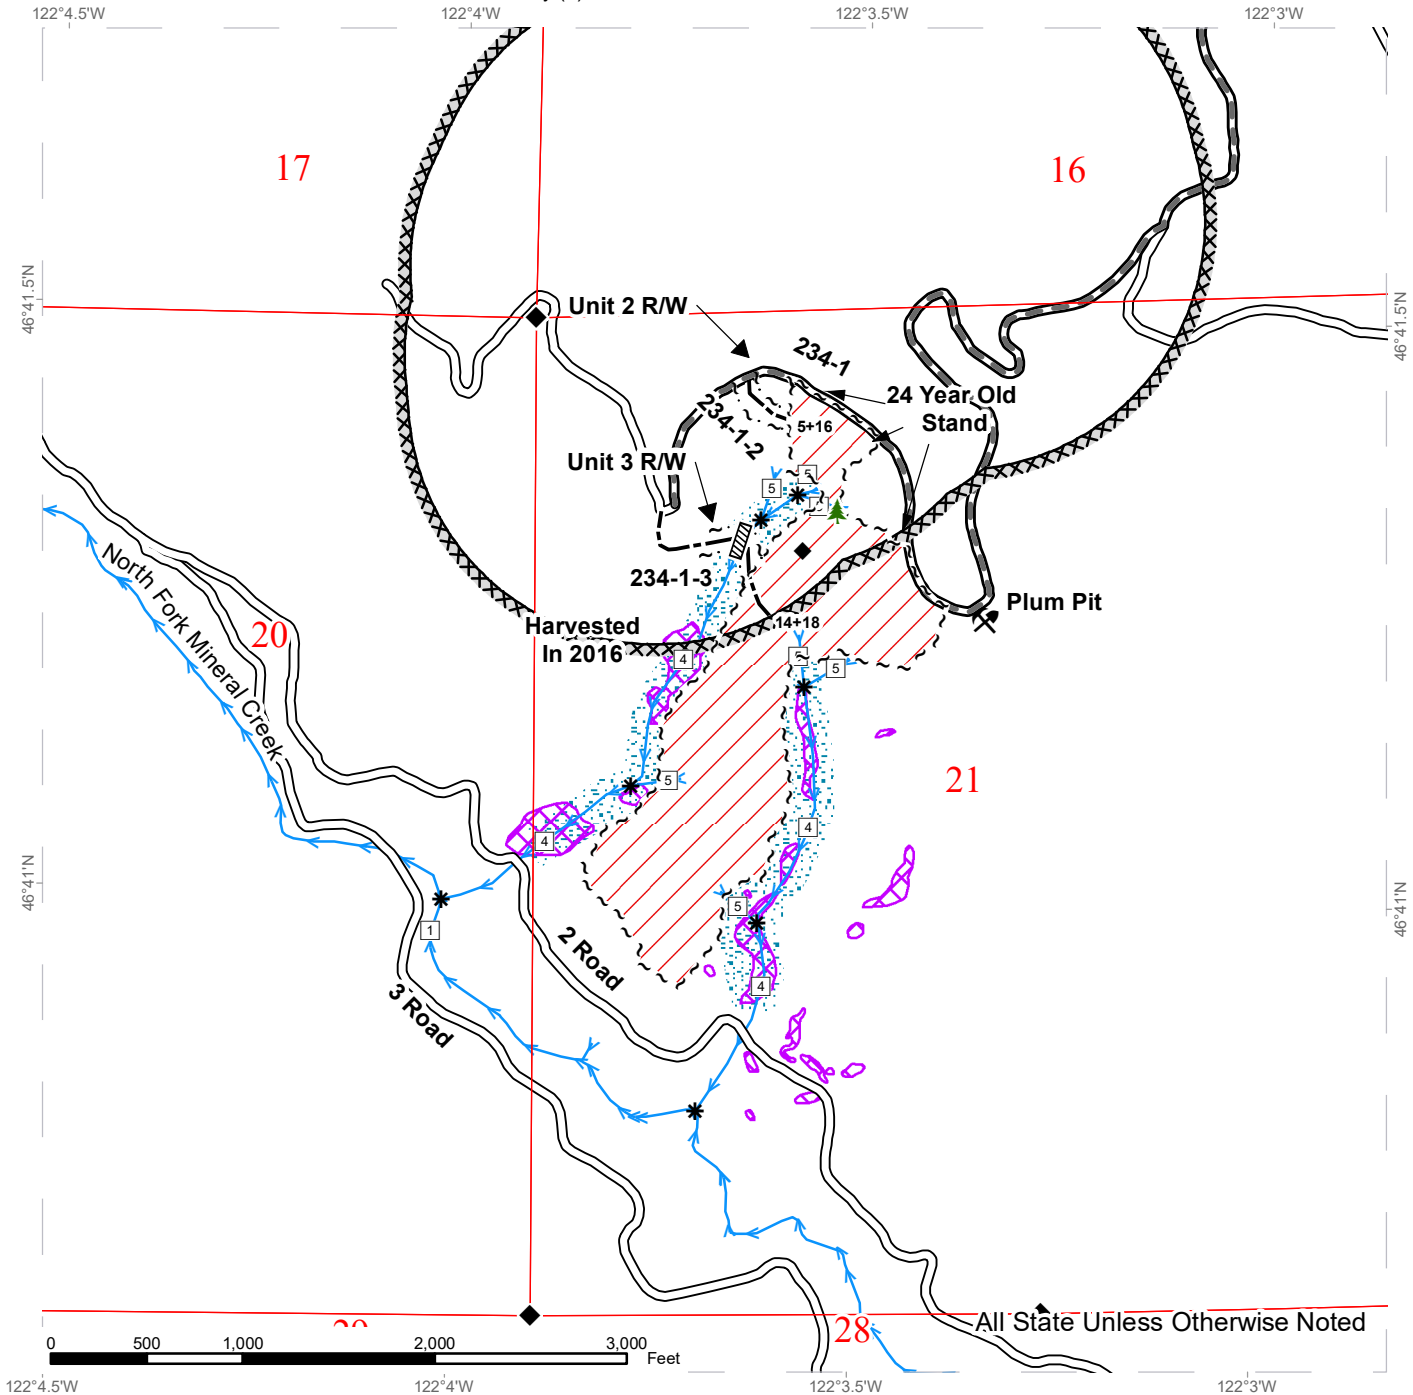 122°4.5'W
122°4'W
122°3.5'W
122°3'W
17
16
46°41.5'N
46°41.5'N
Unit 2 R/W
234-1
24 Year Old
Stand
234-1-2
5+16
Unit 3 R/W
5
5
234-1-3
Plum Pit
Harvested
In 2016
14+18
North Fork Mineral Creek
20
4
5
5
5
21
4
4
46°41'N
46°41'N
5
1
2 Road
3 Road
4
All State Unless Otherwise Noted
28
0
500
1,000
2,000
3,000
Feet
122°4.5'W
122°4'W
122°3.5'W
122°3'W